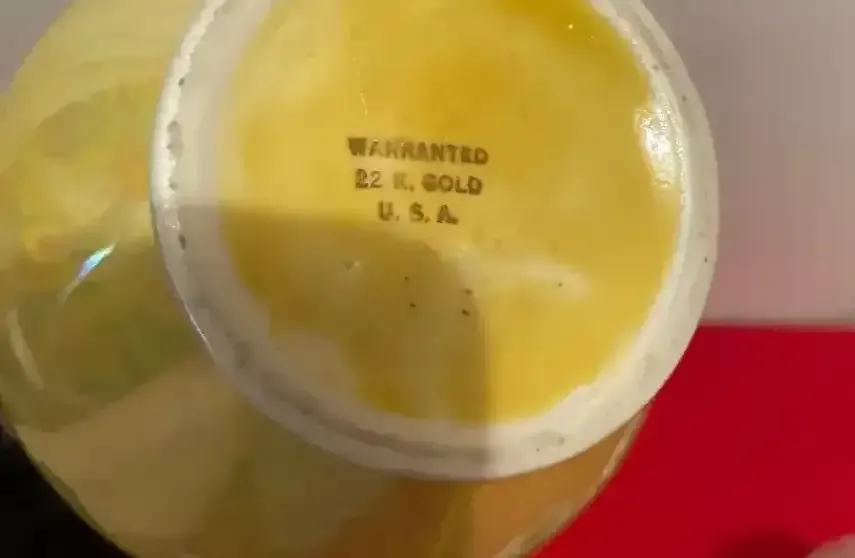 WARRANTED
22 K. GOLD
U. S. A.